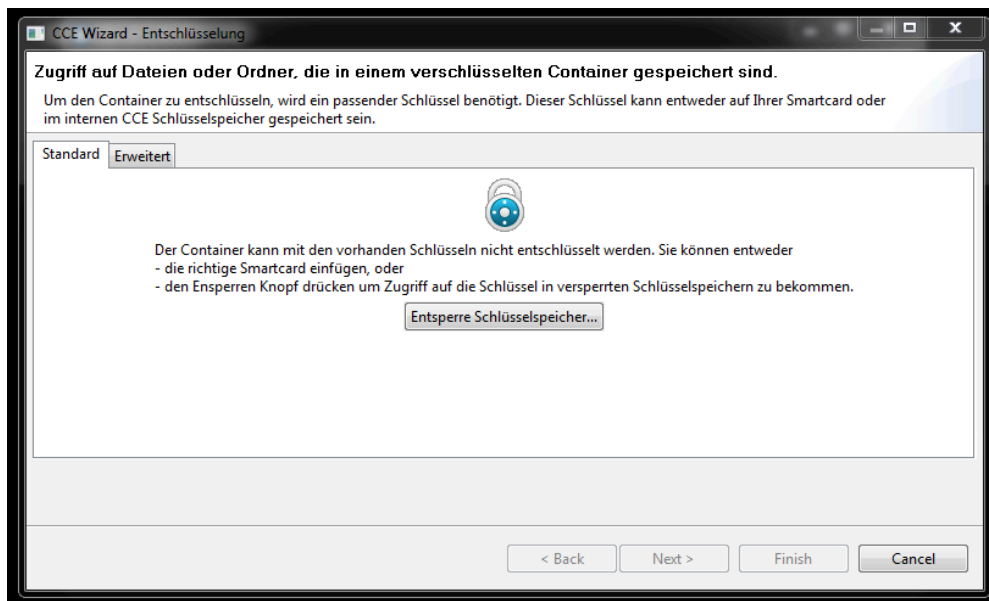 CCE Wizard - Entschlüsselung
Zugriff auf Dateien oder Ordner, die in einem verschlüsselten Container gespeichert sind.
Um den Container zu entschlüsseln, wird ein passender Schlüssel benötigt. Dieser Schlüssel kann entweder auf Ihrer Smartcard oder
im internen CCE Schlüsselspeicher gespeichert sein.
Standard Erweitert
Der Container kann mit den vorhanden Schlüsseln nicht entschlüsselt werden. Sie können entweder
- die richtige Smartcard einfügen, oder
- den Ensperren Knopf drücken um Zugriff auf die Schlüssel in versperrten Schlüsselspeichern zu bekommen.
Entsperre Schlüsselspeicher...
< Back Next > Finish Cancel